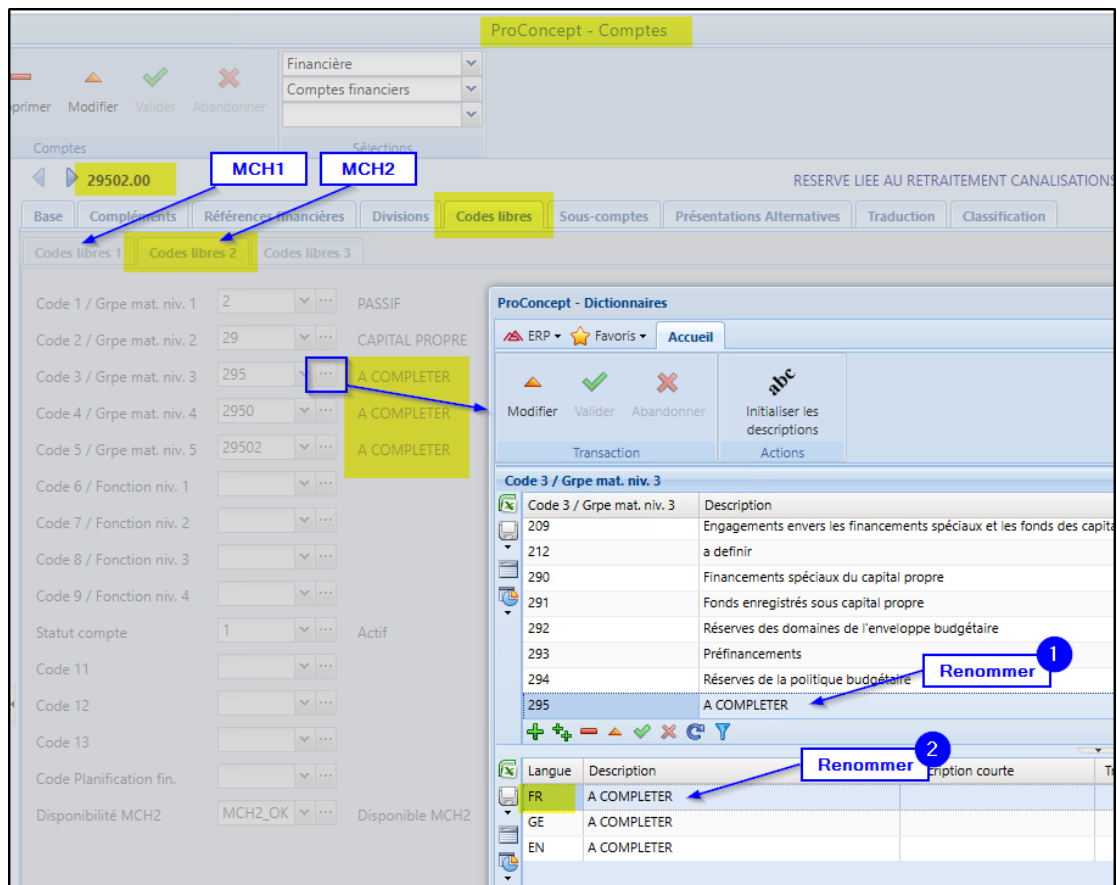 ProConcept - Comptes
Financière
Comptes financiers
primer Modifier Valider Abandonner
Comptes Sélections
MCH1 MCH2
29502.00
RESERVE LIEE AU RETRAITEMENT CANALISATIONS
Base Compléments Références financières Divisions Codes libres Sous-comptes Présentations Alternatives Traduction Classification
Codes libres 1 Codes libres 2 Codes libres 3
Code 1 / Grpe mat. niv. 1 2 PASSIF
Code 2 / Grpe mat. niv. 2 29 CAPITAL PROPRE
Code 3 / Grpe mat. niv. 3 295 A COMPLETER
Code 4 / Grpe mat. niv. 4 2950 A COMPLETER
Code 5 / Grpe mat. niv. 5 29502 A COMPLETER
Code 6 / Fonction niv. 1
Code 7 / Fonction niv. 2
Code 8 / Fonction niv. 3
Code 9 / Fonction niv. 4
Statut compte 1 Actif
Code 11
Code 12
Code 13
Code Planification fin.
Disponibilité MCH2 MCH2_OK Disponible MCH2
ProConcept - Dictionnaires
ERP Favoris Accueil
Modifier Valider Abandonner Initialiser les
descriptions
Transaction Actions
Code 3 / Grpe mat. niv. 3
Code 3 / Grpe mat. niv. 3 Description
209 Engagements envers les financements spéciaux et les fonds des capita
212 a definir
290 Financements spéciaux du capital propre
291 Fonds enregistrés sous capital propre
292 Réserves des domaines de l'enveloppe budgétaire
293 Préfinancements
294 Réserves de la politique budgétaire
1
Renommer
295 A COMPLETER
2
Renommer
Langue Description cription courte Tr
FR A COMPLETER
GE A COMPLETER
EN A COMPLETER